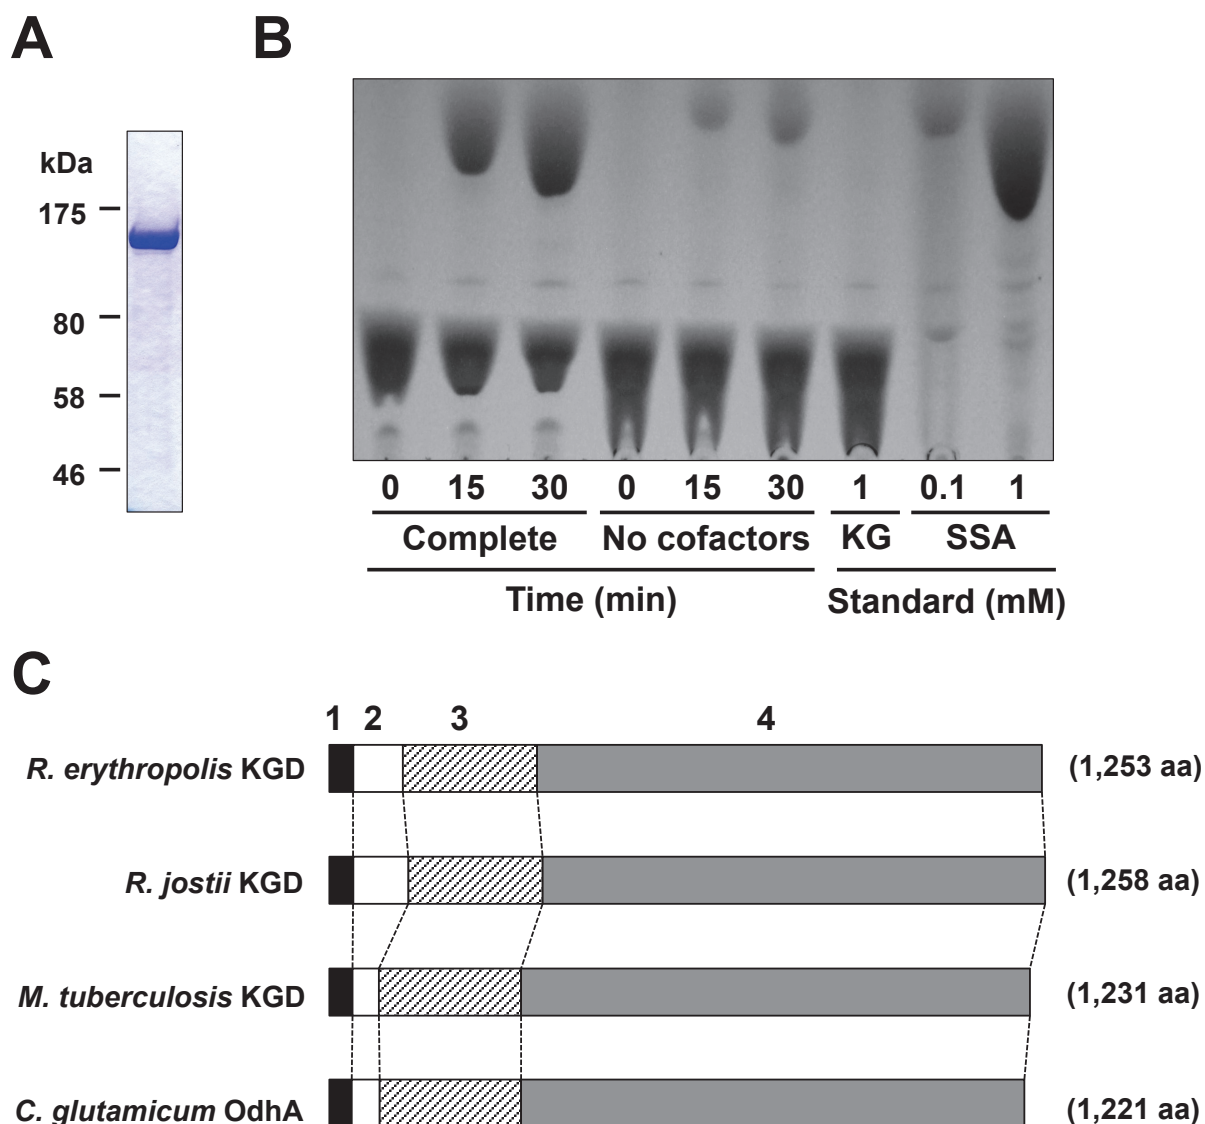 A
B
kDa
175
80
58
46
0 15 30 0 15 30 1 0.1 1
Complete No cofactors KG SSA
Time (min) Standard (mM)
C
1 2 3 4
R. erythropolis KGD (1,253 aa)
R. jostii KGD (1,258 aa)
M. tuberculosis KGD (1,231 aa)
C. glutamicum OdhA (1,221 aa)